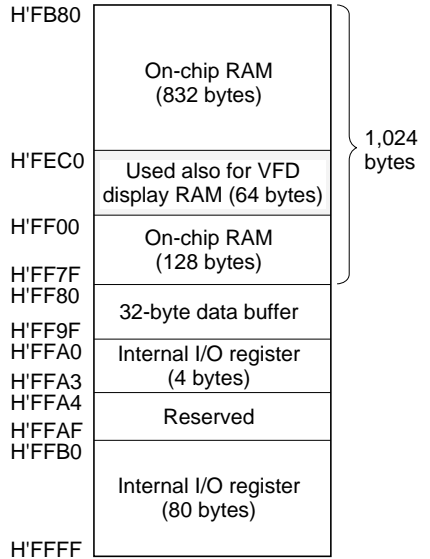 H'FB80
On-chip RAM
(832 bytes)
1,024
bytes
H'FEC0
Used also for VFD
display RAM (64 bytes)
H'FF00
On-chip RAM
(128 bytes)
H'FF7F
H'FF80
32-byte data buffer
H'FF9F
H'FFA0
Internal I/O register
(4 bytes)
H'FFA3
H'FFA4
Reserved
H'FFAF
H'FFB0
Internal I/O register
(80 bytes)
H'FFFF